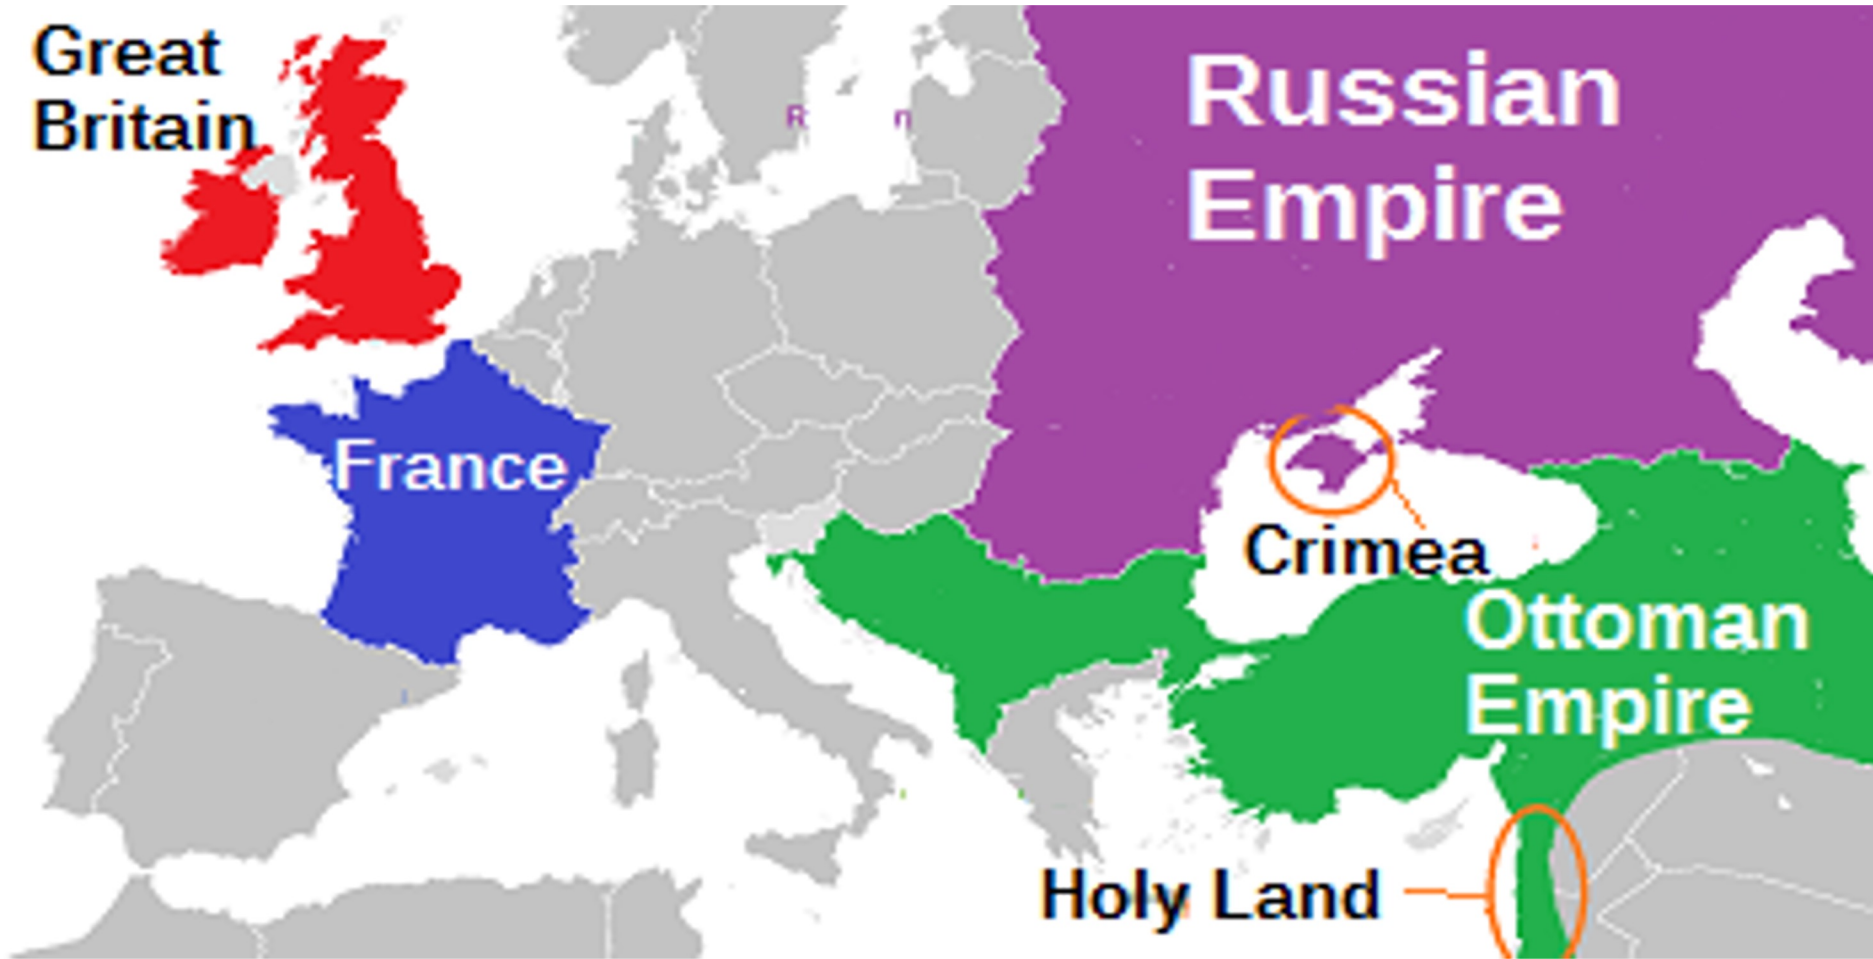 Great
Britain
Russian
Empire
R n
France
Crimea
Ottoman
Empire
Holy Land